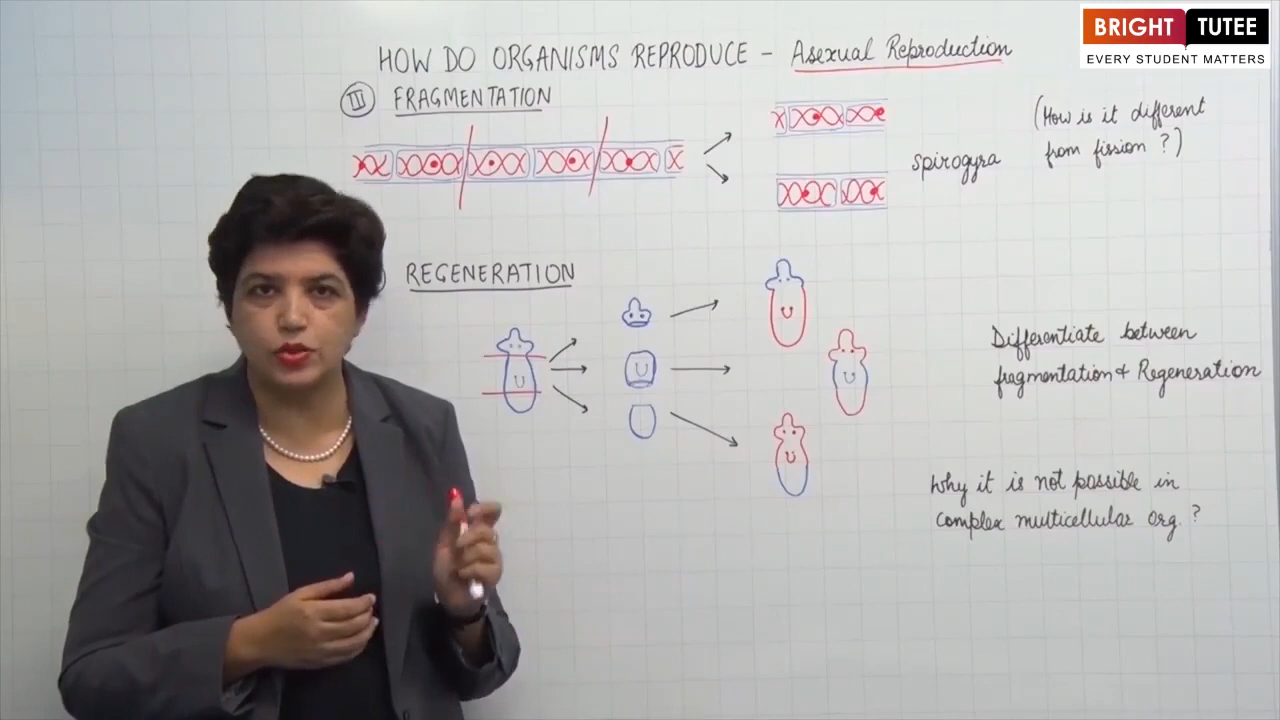 BRIGHT TUTEE
EVERY STUDENT MATTERS
HOW DO ORGANISMS REPRODUCE - Asexual Reproduction
III FRAGMENTATION
(How is it different
from fission ?)
Spirogyra
REGENERATION
Differentiate between
fragmentation & Regeneration
Why it is not possible in
complex multicellular org. ?